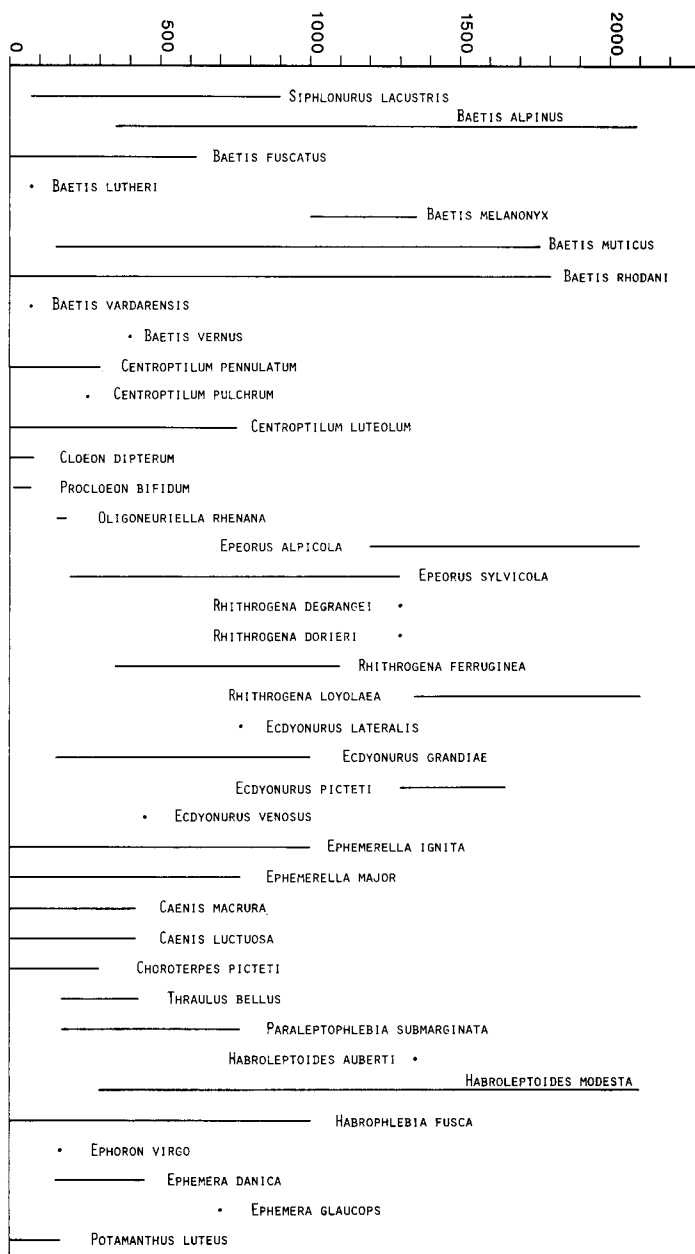 0 500 1000 1500 2000
SIPHLONURUS LACUSTRIS
BAETIS ALPINUS
BAETIS FUSCATUS
BAETIS LUTHERI
BAETIS MELANONYX
BAETIS MUTICUS
BAETIS RHODANI
BAETIS VARDARENSIS
BAETIS VERNUS
CENTROPTILUM PENNULATUM
CENTROPTILUM PULCHRUM
CENTROPTILUM LUTEOLUM
CLOEON DIPTERUM
PROCLOEON BIFIDUM
OLIGONEURIELLA RHENANA
EPEORUS ALPICOLA
EPEORUS SYLVICOLA
RHITHROGENA DEGRANGEI
RHITHROGENA DORIERI
RHITHROGENA FERRUGINEA
RHITHROGENA LOYOLAEA
ECDYONURUS LATERALIS
ECDYONURUS GRANDIAE
ECDYONURUS PICTETI
ECDYONURUS VENOSUS
EPHEMERELLA IGNITA
EPHEMERELLA MAJOR
CAENIS MACRURA
CAENIS LUCTUOSA
CHOROTERPES PICTETI
THRAULUS BELLUS
PARALEPTOPHLEBIA SUBMARGINATA
HABROLEPTOIDES AUBERTI
HABROLEPTOIDES MODESTA
HABROPHLEBIA FUSCA
EPHORON VIRGO
EPHEMERA DANICA
EPHEMERA GLAUCOPS
POTAMANTHUS LUTEUS